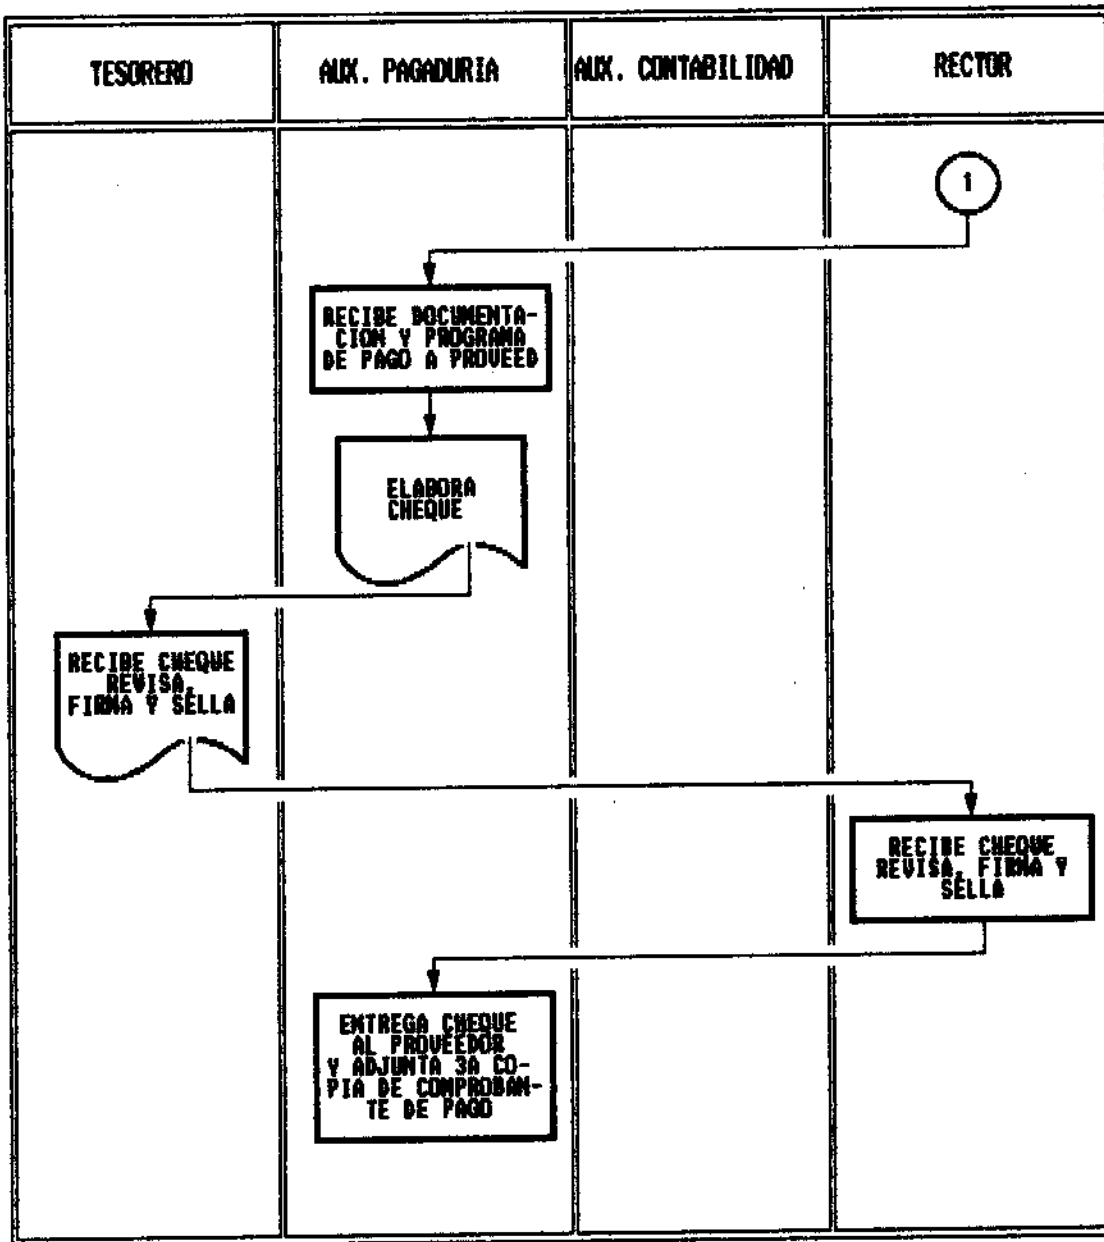 TESORERO
AUX. PAGADURIA
AUX. CONTABILIDAD
RECTOR
1
RECIBE DOCUMENTA-
CION Y PROGRAMA
DE PAGO A PROVEED
ELABORA
CHEQUE
RECIBE CHEQUE
REVISA,
FIRMA Y SELLA
RECIBE CHEQUE
REVISA, FIRMA Y
SELLA
ENTREGA CHEQUE
AL PROVEEDOR
Y ADJUNTA 3A CO-
PIA DE COMPROBAN-
TE DE PAGO